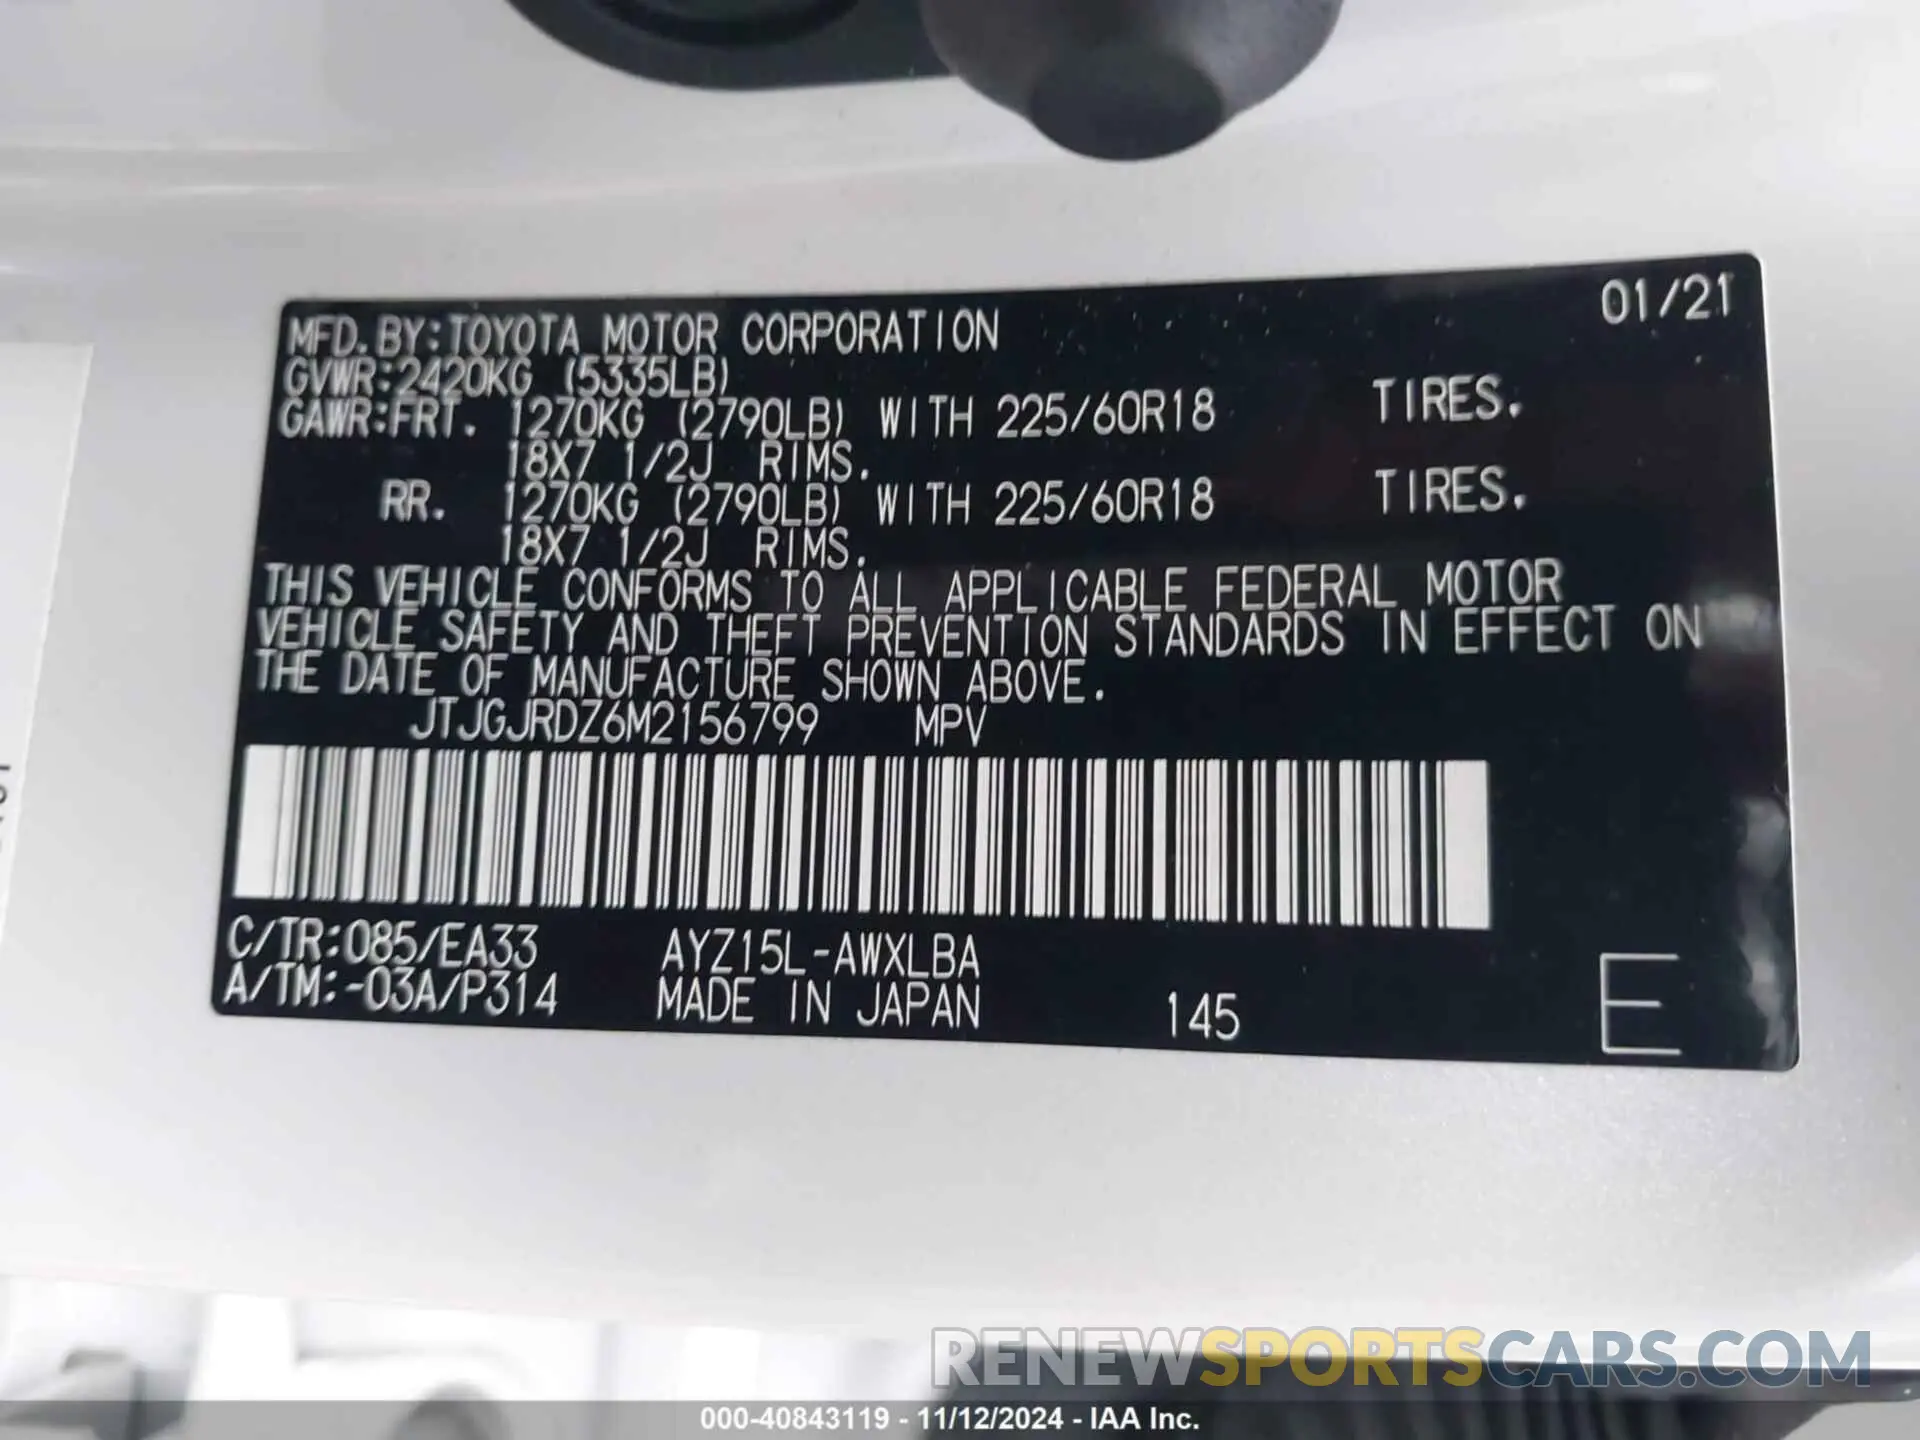 01/21
MFD.BY:TOYOTA MOTOR CORPORATION
GVWR:2420KG (5335LB)
GAWR:FRT. 1270KG (2790LB) WITH 225/60R18 TIRES.
18X7 1/2J RIMS.
RR. 1270KG (2790LB) WITH 225/60R18 TIRES.
18X7 1/2J RIMS.
THIS VEHICLE CONFORMS TO ALL APPLICABLE FEDERAL MOTOR
VEHICLE SAFETY AND THEFT PREVENTION STANDARDS IN EFFECT ON
THE DATE OF MANUFACTURE SHOWN ABOVE.
JTJGJRDZ6M2156799 MPV
C/TR:085/EA33 AYZ15L-AWXLBA
A/TM:-03A/P314 MADE IN JAPAN 145 E
RENEWSPORTSCARS.COM
000-40843119 - 11/12/2024 - IAA Inc.